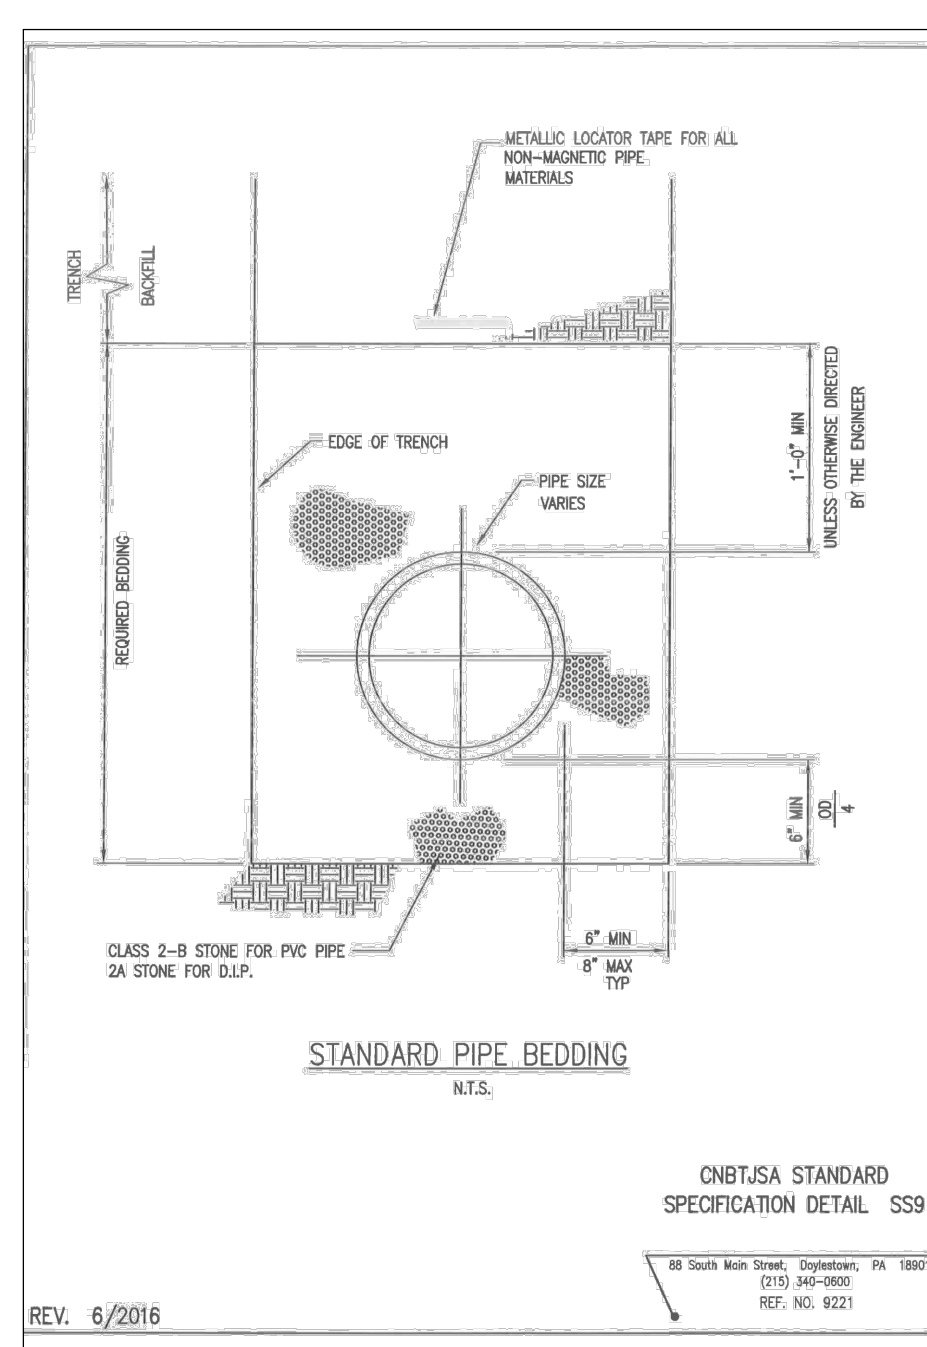 METALLIC LOCATOR TAPE FOR ALL
NON-MAGNETIC PIPE
MATERIALS
TRENCH
BACKFILL
EDGE OF TRENCH
PIPE SIZE
VARIES
1'-0" MIN
UNLESS OTHERWISE DIRECTED
BY THE ENGINEER
REQUIRED BEDDING
6" MIN
OD
4
CLASS 2-B STONE FOR PVC PIPE
2A STONE FOR D.I.P.
6" MIN
8" MAX
TYP
STANDARD PIPE BEDDING
N.T.S.
CNBTJSA STANDARD
SPECIFICATION DETAIL SS9
88 South Main Street, Doylestown, PA 18901
(215) 340-0600
REF. NO. 9221
REV. 6/2016